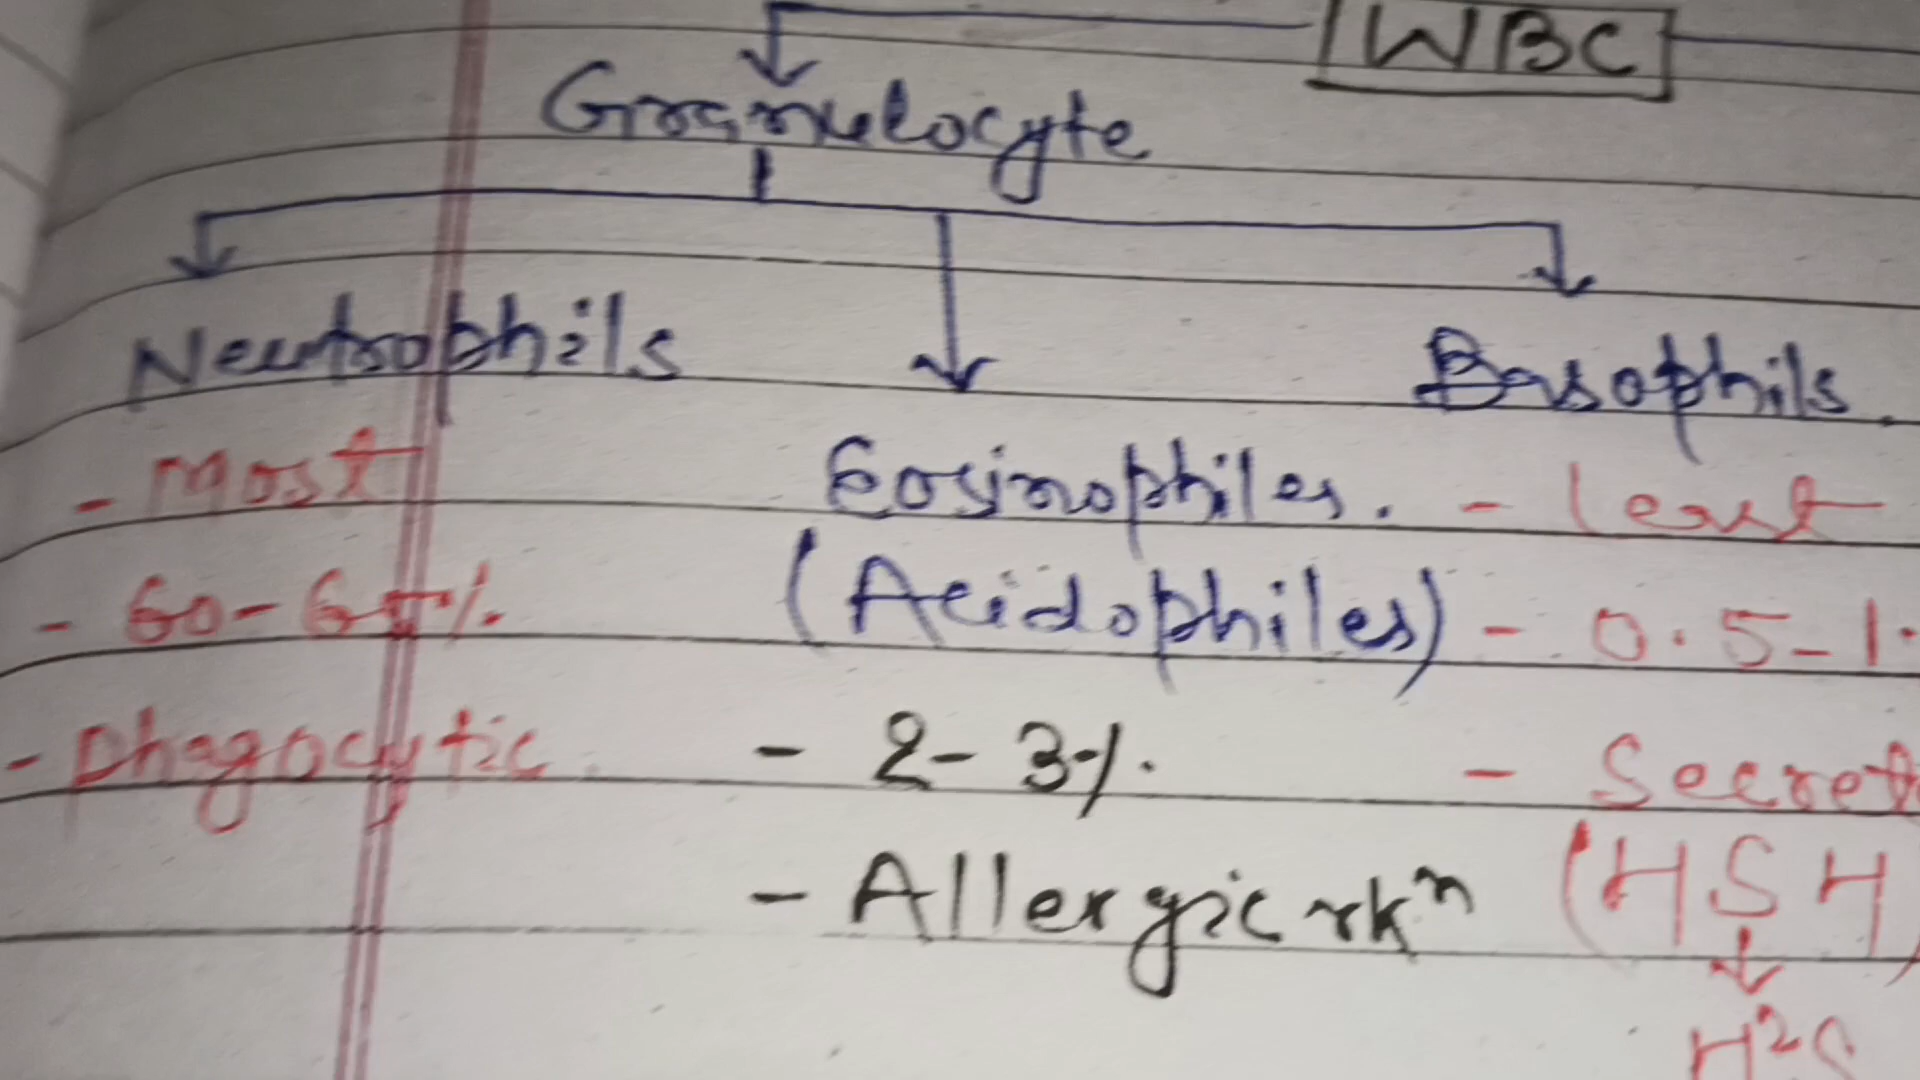 WBC
Granulocyte
Neutrophils
Basophils.
- Most
Eosinophiles.
- least
- 60-65%.
(Acidophiles)
- 0.5-1.
- phagocytic.
- 2-3%.
- Secret
- Allergic rkⁿ
(HSH)
H²S